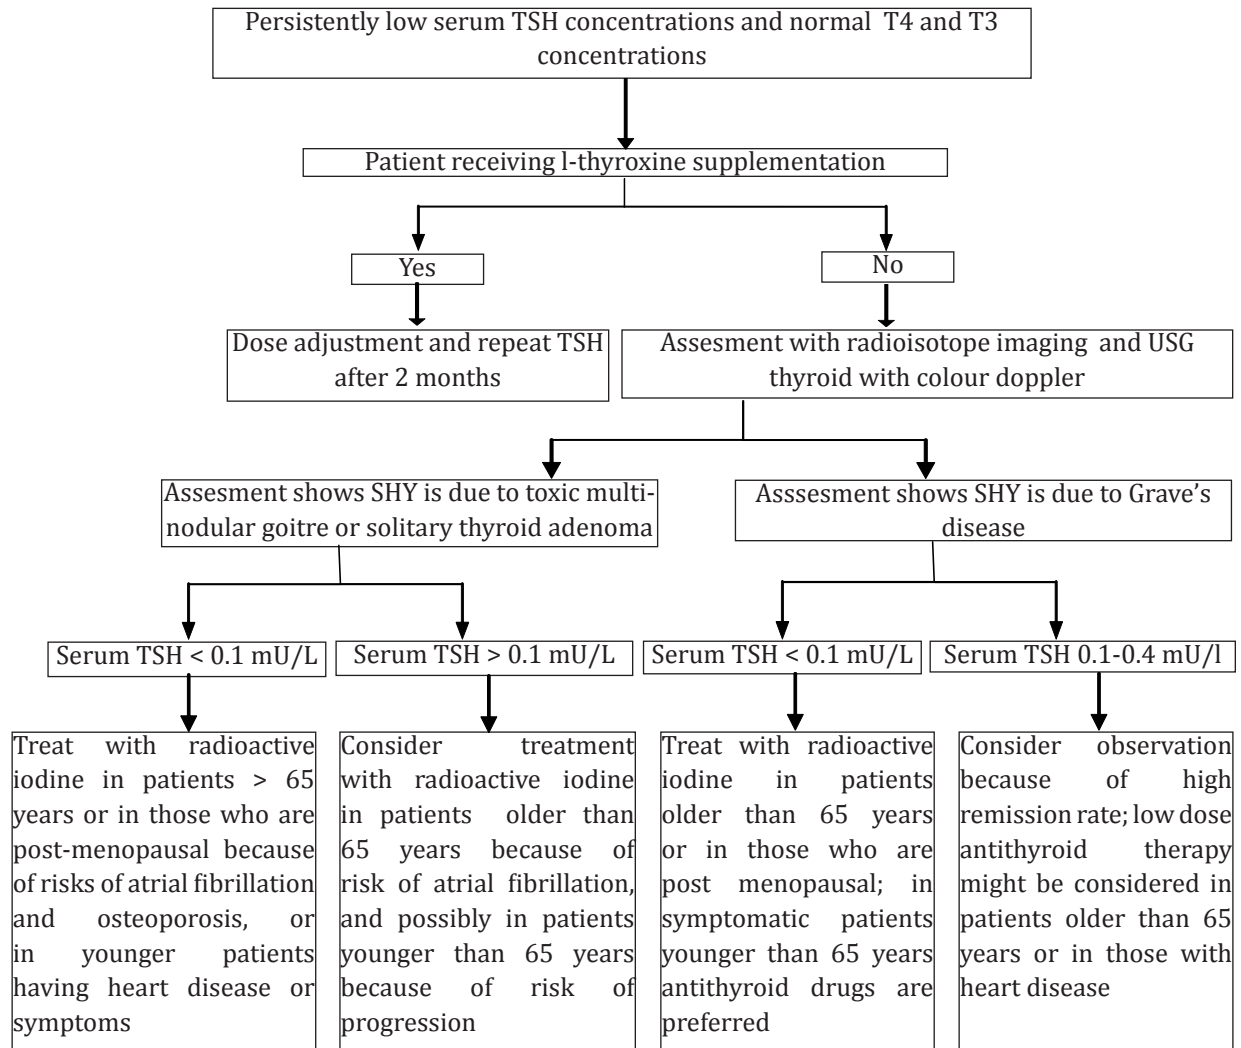 Persistently low serum TSH concentrations and normal T4 and T3
concentrations
Patient receiving l-thyroxine supplementation
Yes
No
Dose adjustment and repeat TSH
after 2 months
Assesment with radioisotope imaging and USG
thyroid with colour doppler
Assesment shows SHY is due to toxic multi-
nodular goitre or solitary thyroid adenoma
Asssesment shows SHY is due to Grave's
disease
Serum TSH < 0.1 mU/L
Serum TSH > 0.1 mU/L
Serum TSH < 0.1 mU/L
Serum TSH 0.1-0.4 mU/l
Treat with radioactive
iodine in patients > 65
years or in those who are
post-menopausal because
of risks of atrial fibrillation
and osteoporosis, or
in younger patients
having heart disease or
symptoms
Consider treatment
with radioactive iodine
in patients older than
65 years because of
risk of atrial fibrillation,
and possibly in patients
younger than 65 years
because of risk of
progression
Treat with radioactive
iodine in patients
older than 65 years
or in those who are
post menopausal; in
symptomatic patients
younger than 65 years
antithyroid drugs are
preferred
Consider observation
because of high
remission rate; low dose
antithyroid therapy
might be considered in
patients older than 65
years or in those with
heart disease